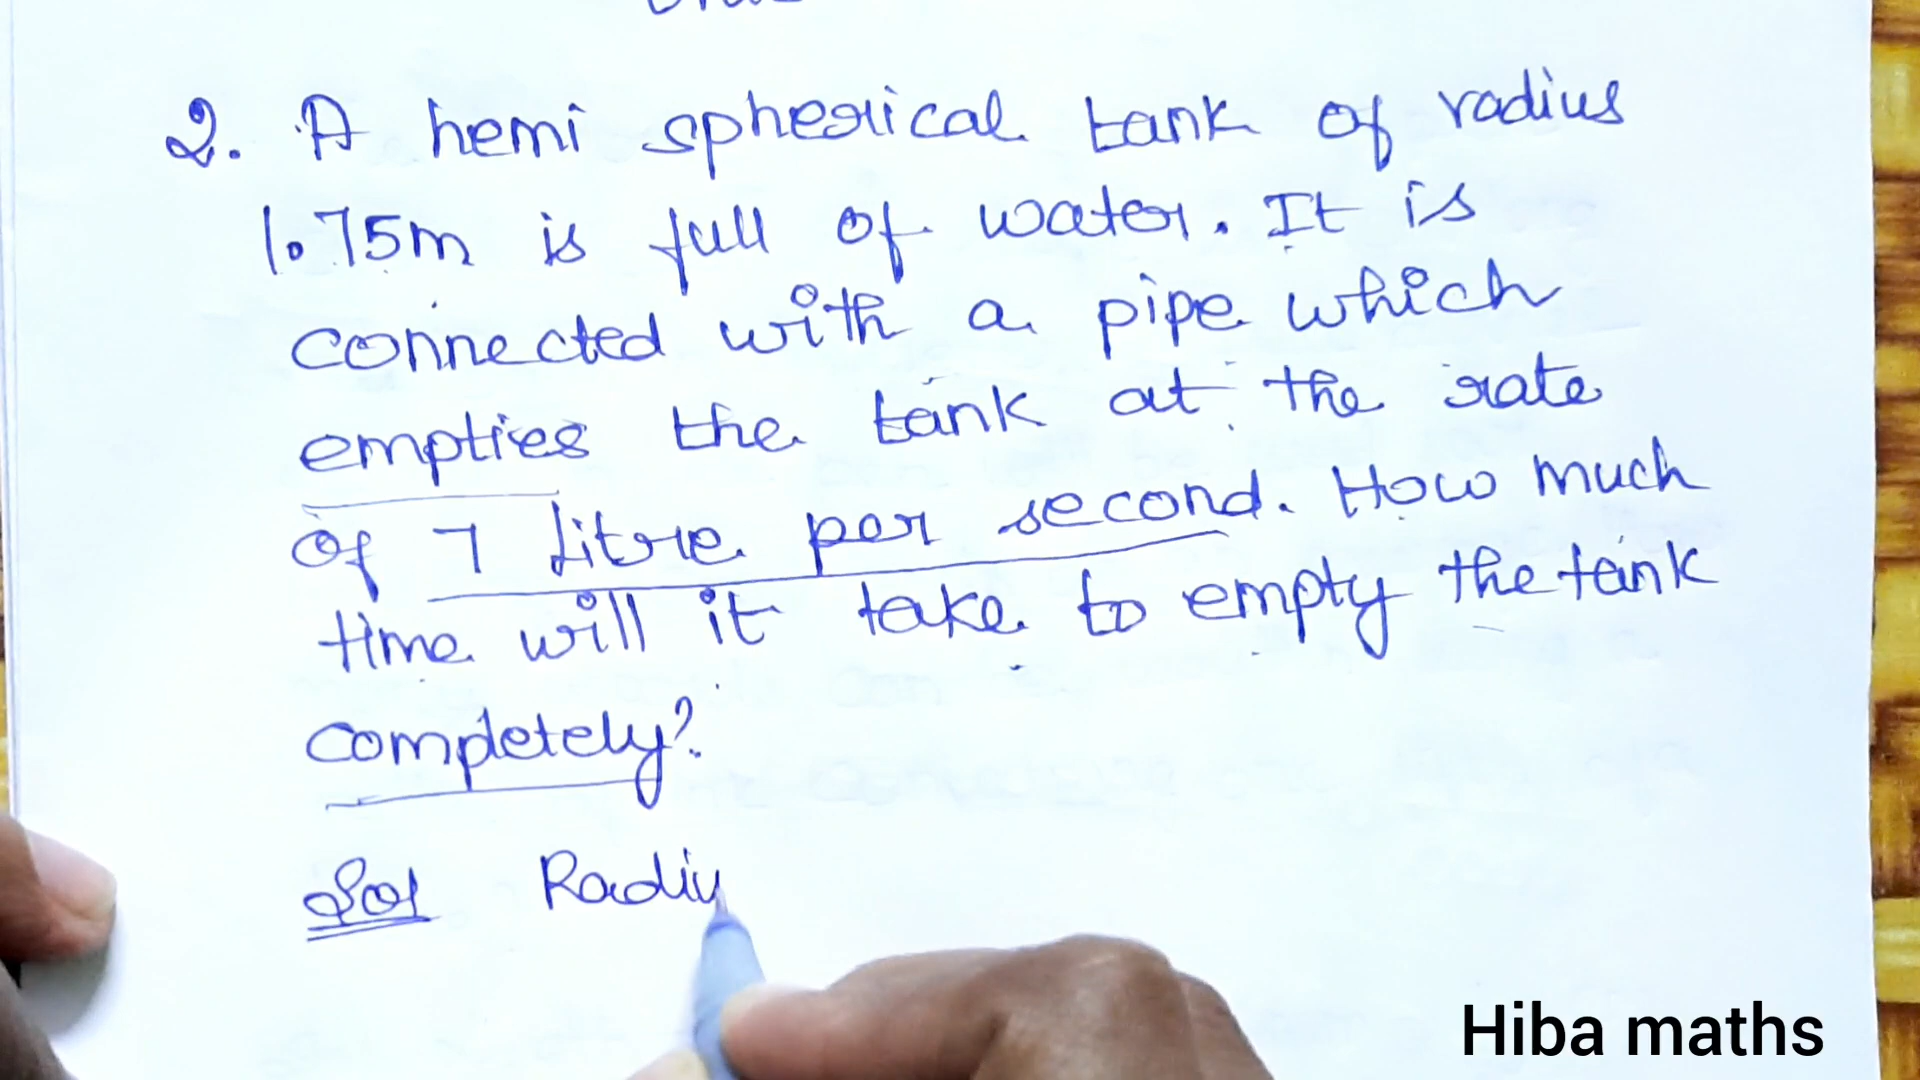 2. A hemi spherical tank of radius
1.75m is full of water. It is
connected with a pipe which
empties the tank at the rate
of 7 litre per second. How much
time will it take to empty the tank
completely?
Sol Radiu
Hiba maths